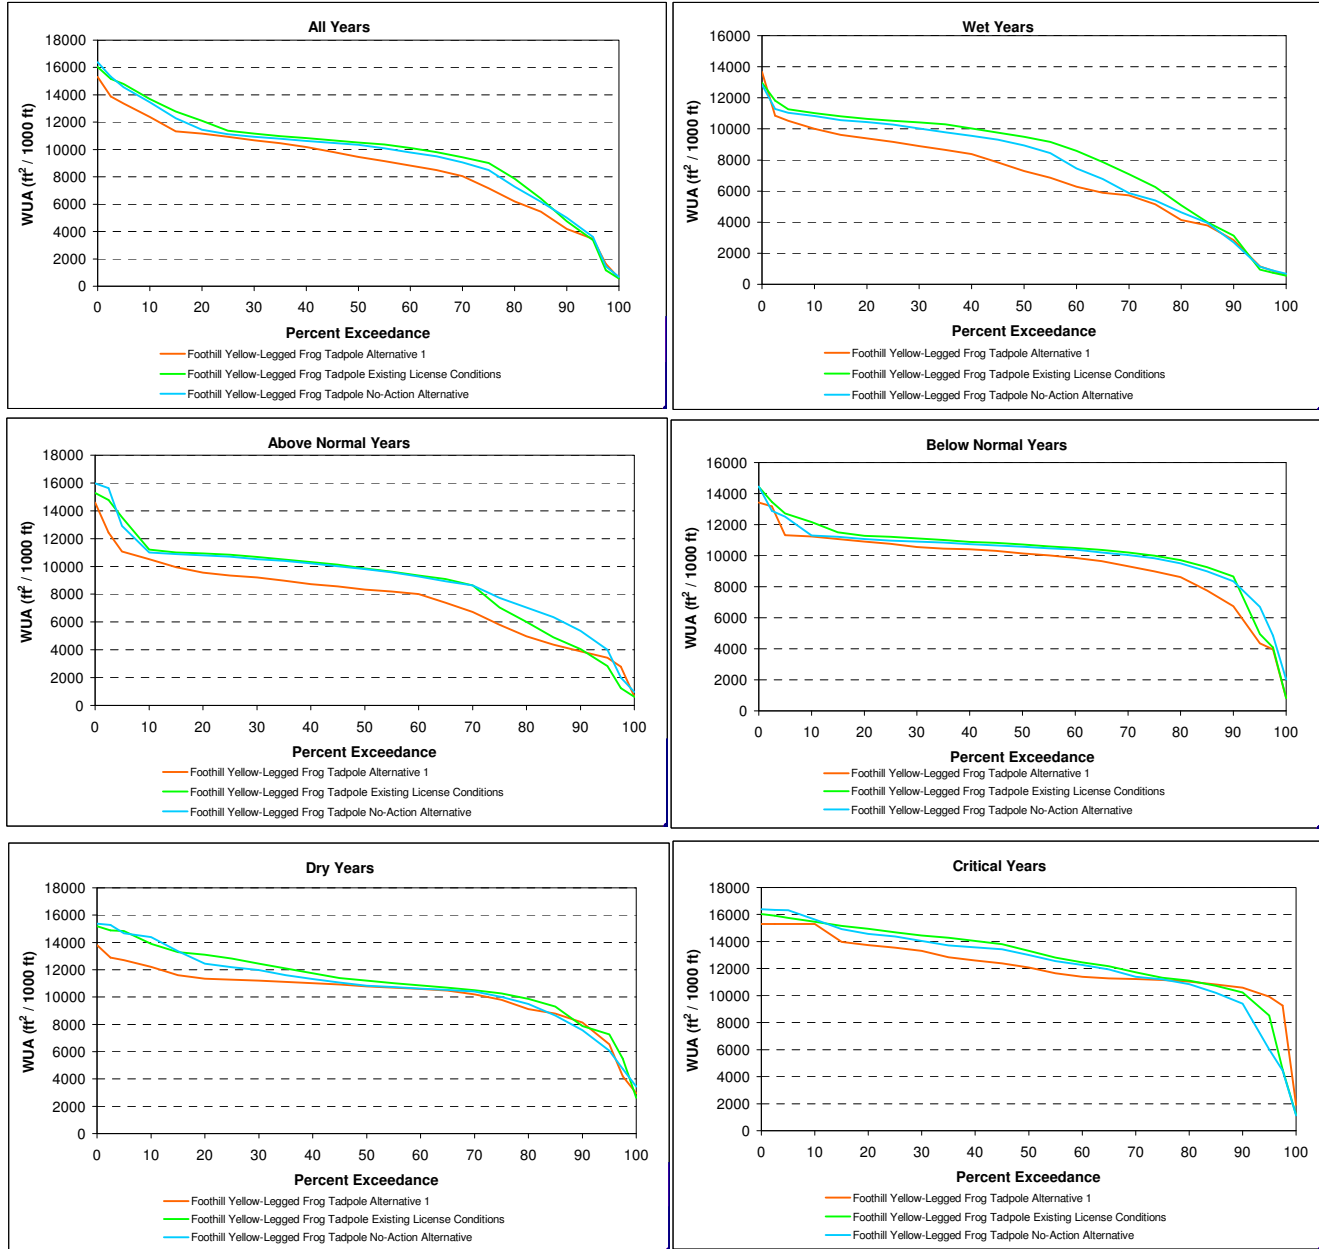 All Years
18000
16000
14000
12000
10000
8000
6000
4000
2000
0
WUA (ft² / 1000 ft)
0 10 20 30 40 50 60 70 80 90 100
Percent Exceedance
Foothill Yellow-Legged Frog Tadpole Alternative 1
Foothill Yellow-Legged Frog Tadpole Existing License Conditions
Foothill Yellow-Legged Frog Tadpole No-Action Alternative
Wet Years
16000
14000
12000
10000
8000
6000
4000
2000
0
WUA (ft² / 1000 ft)
0 10 20 30 40 50 60 70 80 90 100
Percent Exceedance
Foothill Yellow-Legged Frog Tadpole Alternative 1
Foothill Yellow-Legged Frog Tadpole Existing License Conditions
Foothill Yellow-Legged Frog Tadpole No-Action Alternative
Above Normal Years
18000
16000
14000
12000
10000
8000
6000
4000
2000
0
WUA (ft² / 1000 ft)
0 10 20 30 40 50 60 70 80 90 100
Percent Exceedance
Foothill Yellow-Legged Frog Tadpole Alternative 1
Foothill Yellow-Legged Frog Tadpole Existing License Conditions
Foothill Yellow-Legged Frog Tadpole No-Action Alternative
Below Normal Years
16000
14000
12000
10000
8000
6000
4000
2000
0
WUA (ft² / 1000 ft)
0 10 20 30 40 50 60 70 80 90 100
Percent Exceedance
Foothill Yellow-Legged Frog Tadpole Alternative 1
Foothill Yellow-Legged Frog Tadpole Existing License Conditions
Foothill Yellow-Legged Frog Tadpole No-Action Alternative
Dry Years
18000
16000
14000
12000
10000
8000
6000
4000
2000
0
WUA (ft² / 1000 ft)
0 10 20 30 40 50 60 70 80 90 100
Percent Exceedance
Foothill Yellow-Legged Frog Tadpole Alternative 1
Foothill Yellow-Legged Frog Tadpole Existing License Conditions
Foothill Yellow-Legged Frog Tadpole No-Action Alternative
Critical Years
18000
16000
14000
12000
10000
8000
6000
4000
2000
0
WUA (ft² / 1000 ft)
0 10 20 30 40 50 60 70 80 90 100
Percent Exceedance
Foothill Yellow-Legged Frog Tadpole Alternative 1
Foothill Yellow-Legged Frog Tadpole Existing License Conditions
Foothill Yellow-Legged Frog Tadpole No-Action Alternative